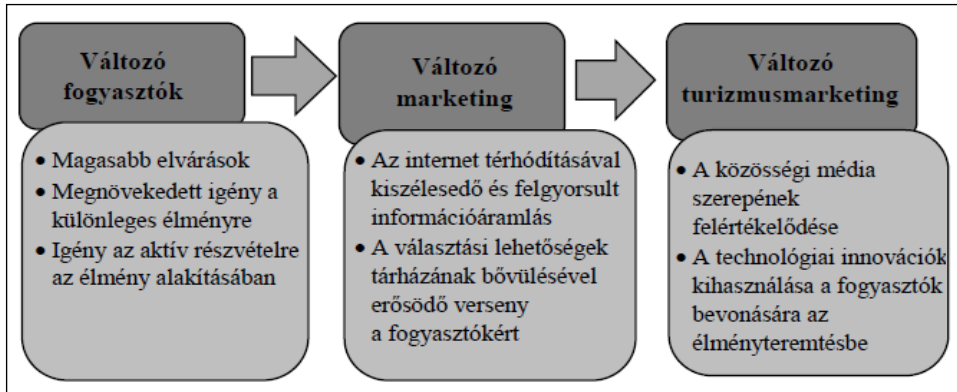 Változó
fogyasztók
• Magasabb elvárások
• Megnövekedett igény a
különleges élményre
• Igény az aktív részvételre
az élmény alakításában
Változó
marketing
• Az internet térhódításával
kiszélesedő és felgyorsult
információáramlás
• A választási lehetőségek
tárházának bővülésével
erősödő verseny
a fogyasztókért
Változó
turizmusmarketing
• A közösségi média
szerepének
felértékelődése
• A technológiai innovációk
kihasználása a fogyasztók
bevonására az
élményteremtésbe